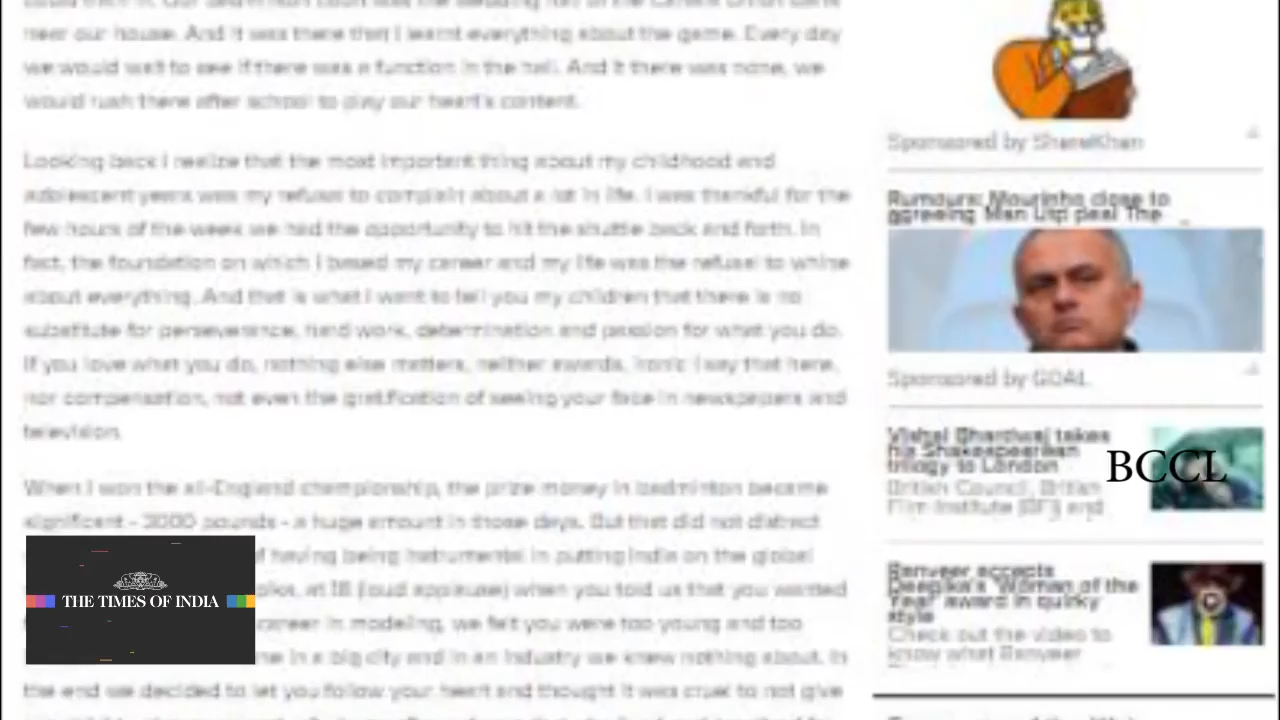 near our house. And it was there that I learnt everything about the game. Every day
we would wait to see if there was a function in the hall. And it there was none, we
would rush there after school to play our heart's content.
Looking back I realize that the most important thing about my childhood and
adolescent years was my refusal to complain about a lot in life. I was thankful for the
few hours of the week we had the opportunity to hit the shuttle back and forth. In
fact, the foundation on which I based my career and my life was the refusal to whine
about everything. And that is what I want to tell you my children that there is no
substitute for perseverance, hard work, determination and passion for what you do.
If you love what you do, nothing else matters, neither awards, ironic I say that here,
nor compensation, not even the gratification of seeing your face in newspapers and
television.
When I won the all-England championship, the prize money in badminton became
significant - 3000 pounds - a huge amount in those days. But that did not distract
of having being instrumental in putting India on the global
at 18 (loud applause) when you told us that you wanted
career in modeling, we felt you were too young and too
in a big city and in an industry we knew nothing about. In
the end we decided to let you follow your heart and thought it was cruel to not give
THE TIMES OF INDIA
Sponsored by ShareKhan
Rumours: Mourinho close to
agreeing Man Utd deal The
Sponsored by GOAL
Vishal Bhardwaj takes
his Shakespearean
trilogy to London
British Council, British
Film Institute (BFI) and
BCCL
Ranveer accepts
Deepika's 'Woman of the
Year' award in quirky
style
Check out the video to
know what Ranveer